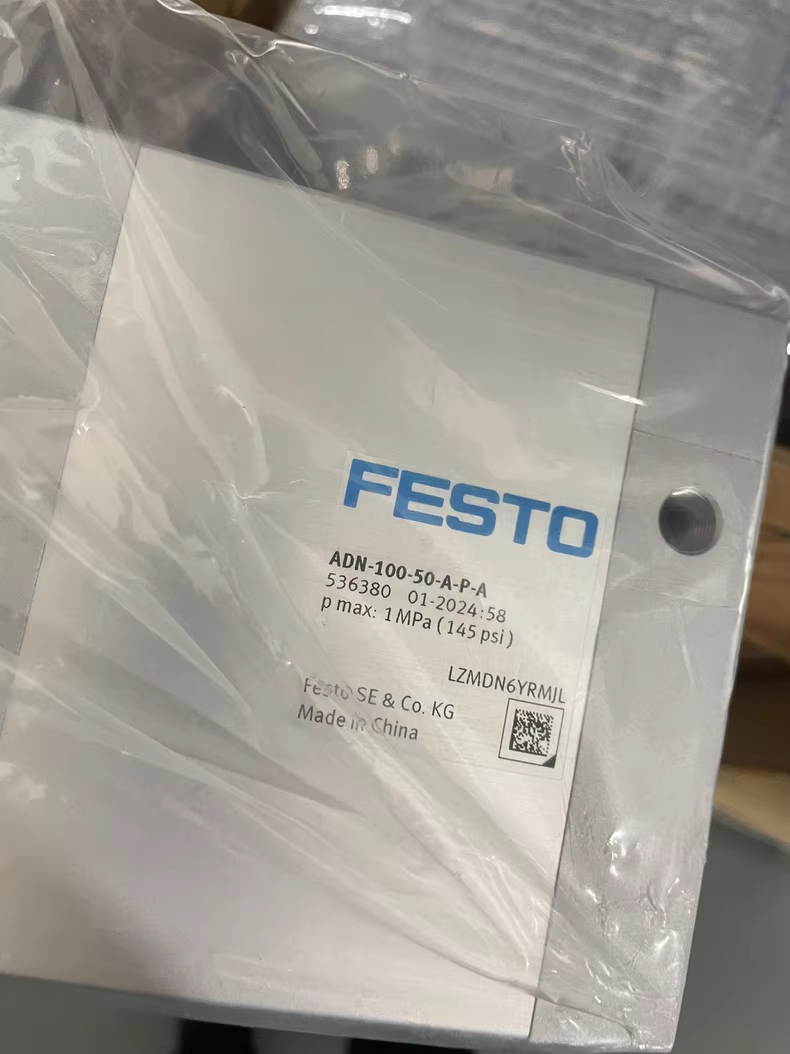 FESTO
ADN-100-50-A-P-A
536380 01-2024:58
p max: 1 MPa (145 psi)
LZMDN6YRMJL
Festo SE & Co. KG
Made in China